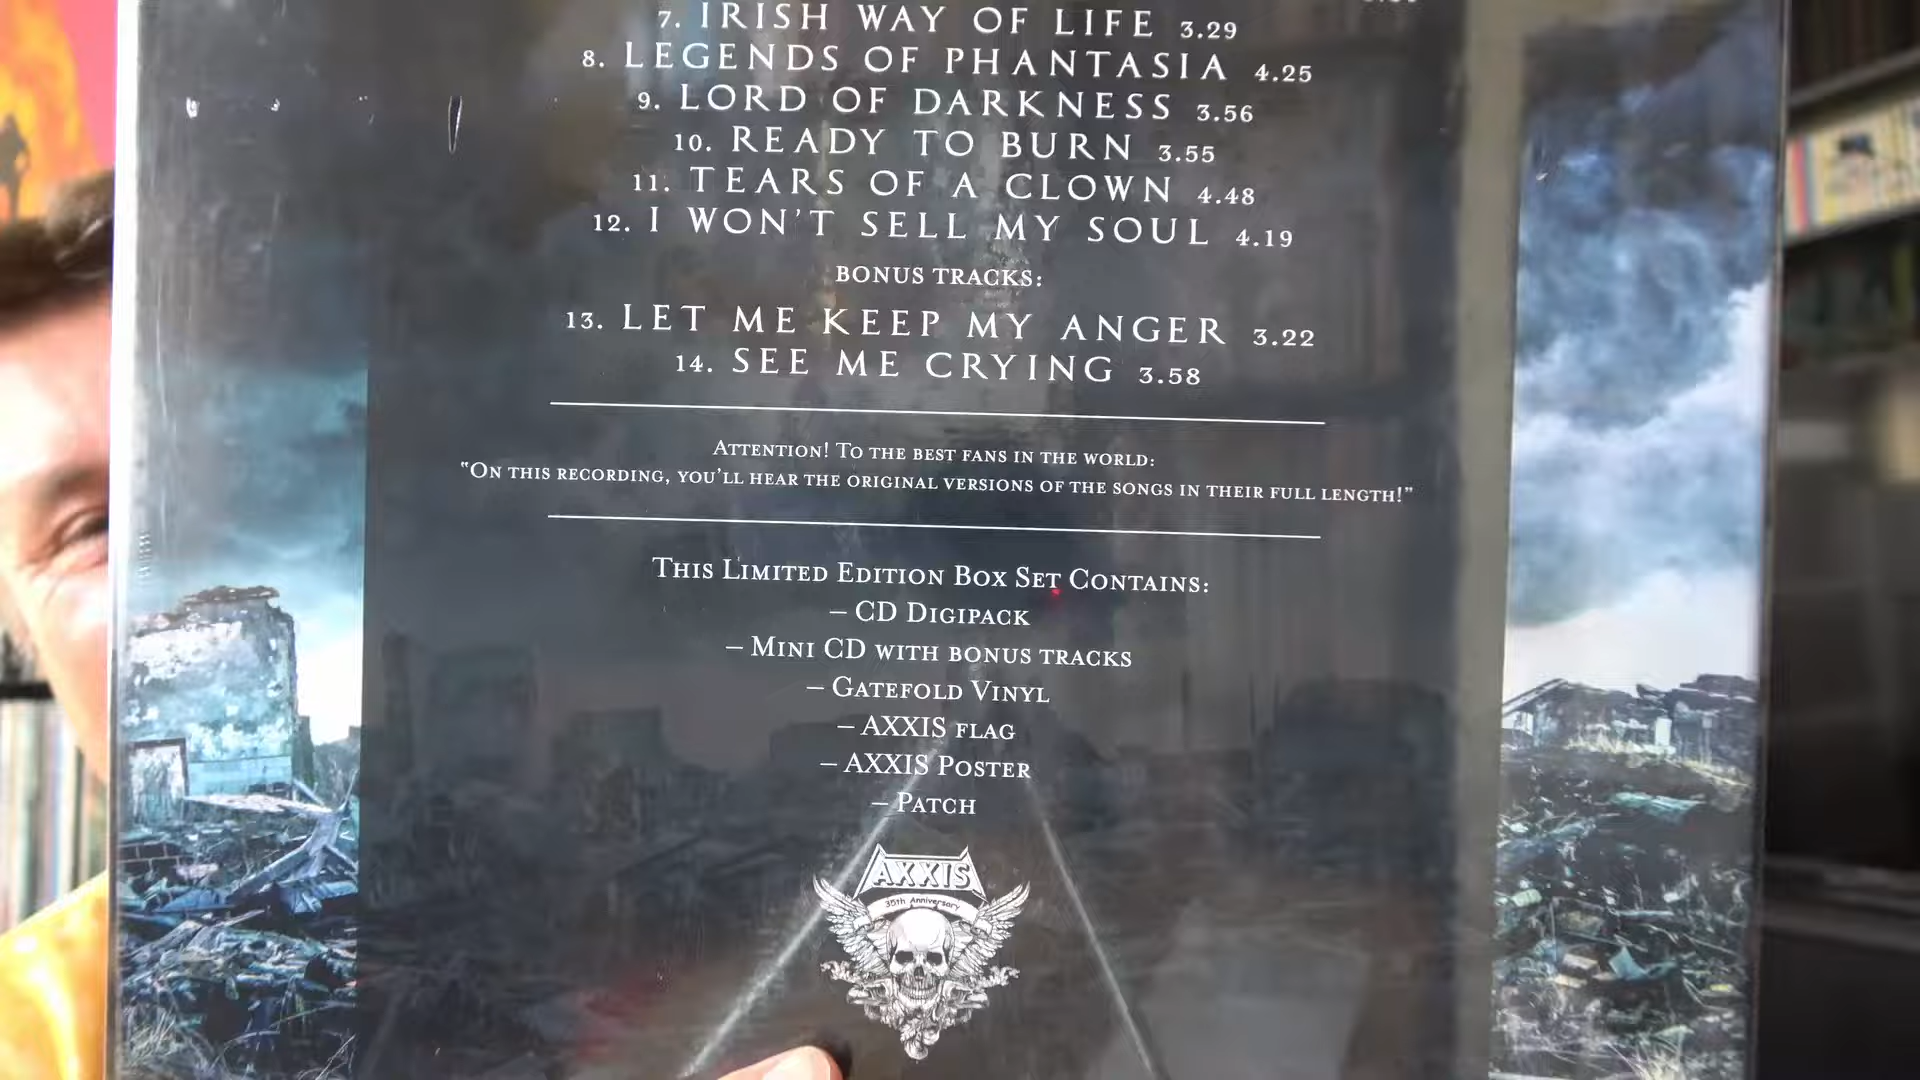 7. IRISH WAY OF LIFE 3.29
8. LEGENDS OF PHANTASIA 4.25
9. LORD OF DARKNESS 3.56
10. READY TO BURN 3.55
11. TEARS OF A CLOWN 4.48
12. I WON'T SELL MY SOUL 4.19
BONUS TRACKS:
13. LET ME KEEP MY ANGER 3.22
14. SEE ME CRYING 3.58
ATTENTION! TO THE BEST FANS IN THE WORLD:
"ON THIS RECORDING, YOU'LL HEAR THE ORIGINAL VERSIONS OF THE SONGS IN THEIR FULL LENGTH!"
THIS LIMITED EDITION BOX SET CONTAINS:
– CD DIGIPACK
– MINI CD WITH BONUS TRACKS
– GATEFOLD VINYL
– AXXIS FLAG
– AXXIS POSTER
– PATCH
AXXIS
35th Anniversary